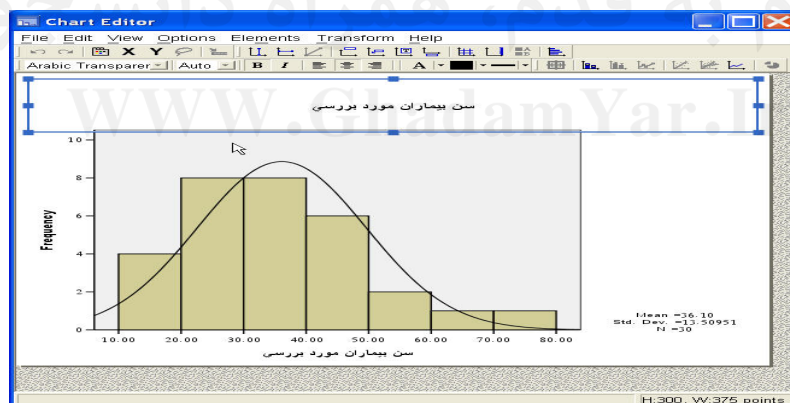 Chart Editor
File Edit View Options Elements Transform Help
X Y
Arabic Transparer Auto B I A
سن بیماران مورد بررسی
WWW.GhadamYar.I
10
8
6
4
2
0
Frequency
10.00 20.00 30.00 40.00 50.00 60.00 70.00 80.00
سن بیماران مورد بررسی
Mean =36.10
Std. Dev. =13.50951
N =30
H:300, W:375 points